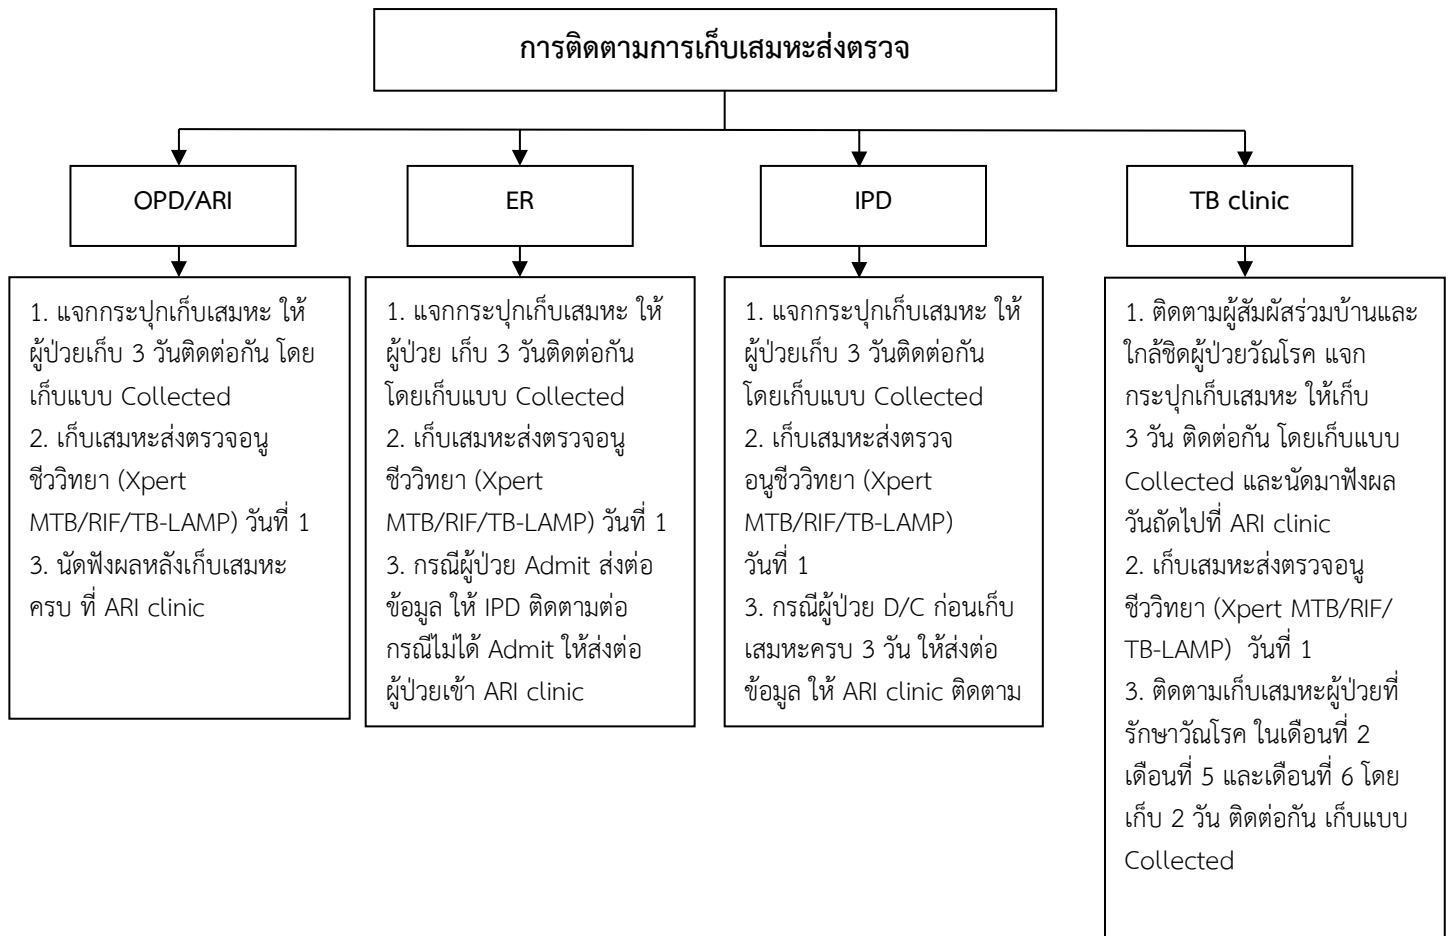 การติดตามการเก็บเสมหะส่งตรวจ
OPD/ARI
ER
IPD
TB clinic
1. แจกกระปุกเก็บเสมหะ ให้
ผู้ป่วยเก็บ 3 วันติดต่อกัน โดย
เก็บแบบ Collected
2. เก็บเสมหะส่งตรวจอนู
ชีววิทยา (Xpert
MTB/RIF/TB-LAMP) วันที่ 1
3. นัดฟังผลหลังเก็บเสมหะ
ครบ ที่ ARI clinic
1. แจกกระปุกเก็บเสมหะ ให้
ผู้ป่วย เก็บ 3 วันติดต่อกัน
โดยเก็บแบบ Collected
2. เก็บเสมหะส่งตรวจอนู
ชีววิทยา (Xpert
MTB/RIF/TB-LAMP) วันที่ 1
3. กรณีผู้ป่วย Admit ส่งต่อ
ข้อมูล ให้ IPD ติดตามต่อ
กรณีไม่ได้ Admit ให้ส่งต่อ
ผู้ป่วยเข้า ARI clinic
1. แจกกระปุกเก็บเสมหะ ให้
ผู้ป่วยเก็บ 3 วันติดต่อกัน
โดยเก็บแบบ Collected
2. เก็บเสมหะส่งตรวจ
อนูชีววิทยา (Xpert
MTB/RIF/TB-LAMP)
วันที่ 1
3. กรณีผู้ป่วย D/C ก่อนเก็บ
เสมหะครบ 3 วัน ให้ส่งต่อ
ข้อมูล ให้ ARI clinic ติดตาม
1. ติดตามผู้สัมผัสร่วมบ้านและ
ใกล้ชิดผู้ป่วยวัณโรค แจก
กระปุกเก็บเสมหะ ให้เก็บ
3 วัน ติดต่อกัน โดยเก็บแบบ
Collected และนัดมาฟังผล
วันถัดไปที่ ARI clinic
2. เก็บเสมหะส่งตรวจอนู
ชีววิทยา (Xpert MTB/RIF/
TB-LAMP) วันที่ 1
3. ติดตามเก็บเสมหะผู้ป่วยที่
รักษาวัณโรค ในเดือนที่ 2
เดือนที่ 5 และเดือนที่ 6 โดย
เก็บ 2 วัน ติดต่อกัน เก็บแบบ
Collected